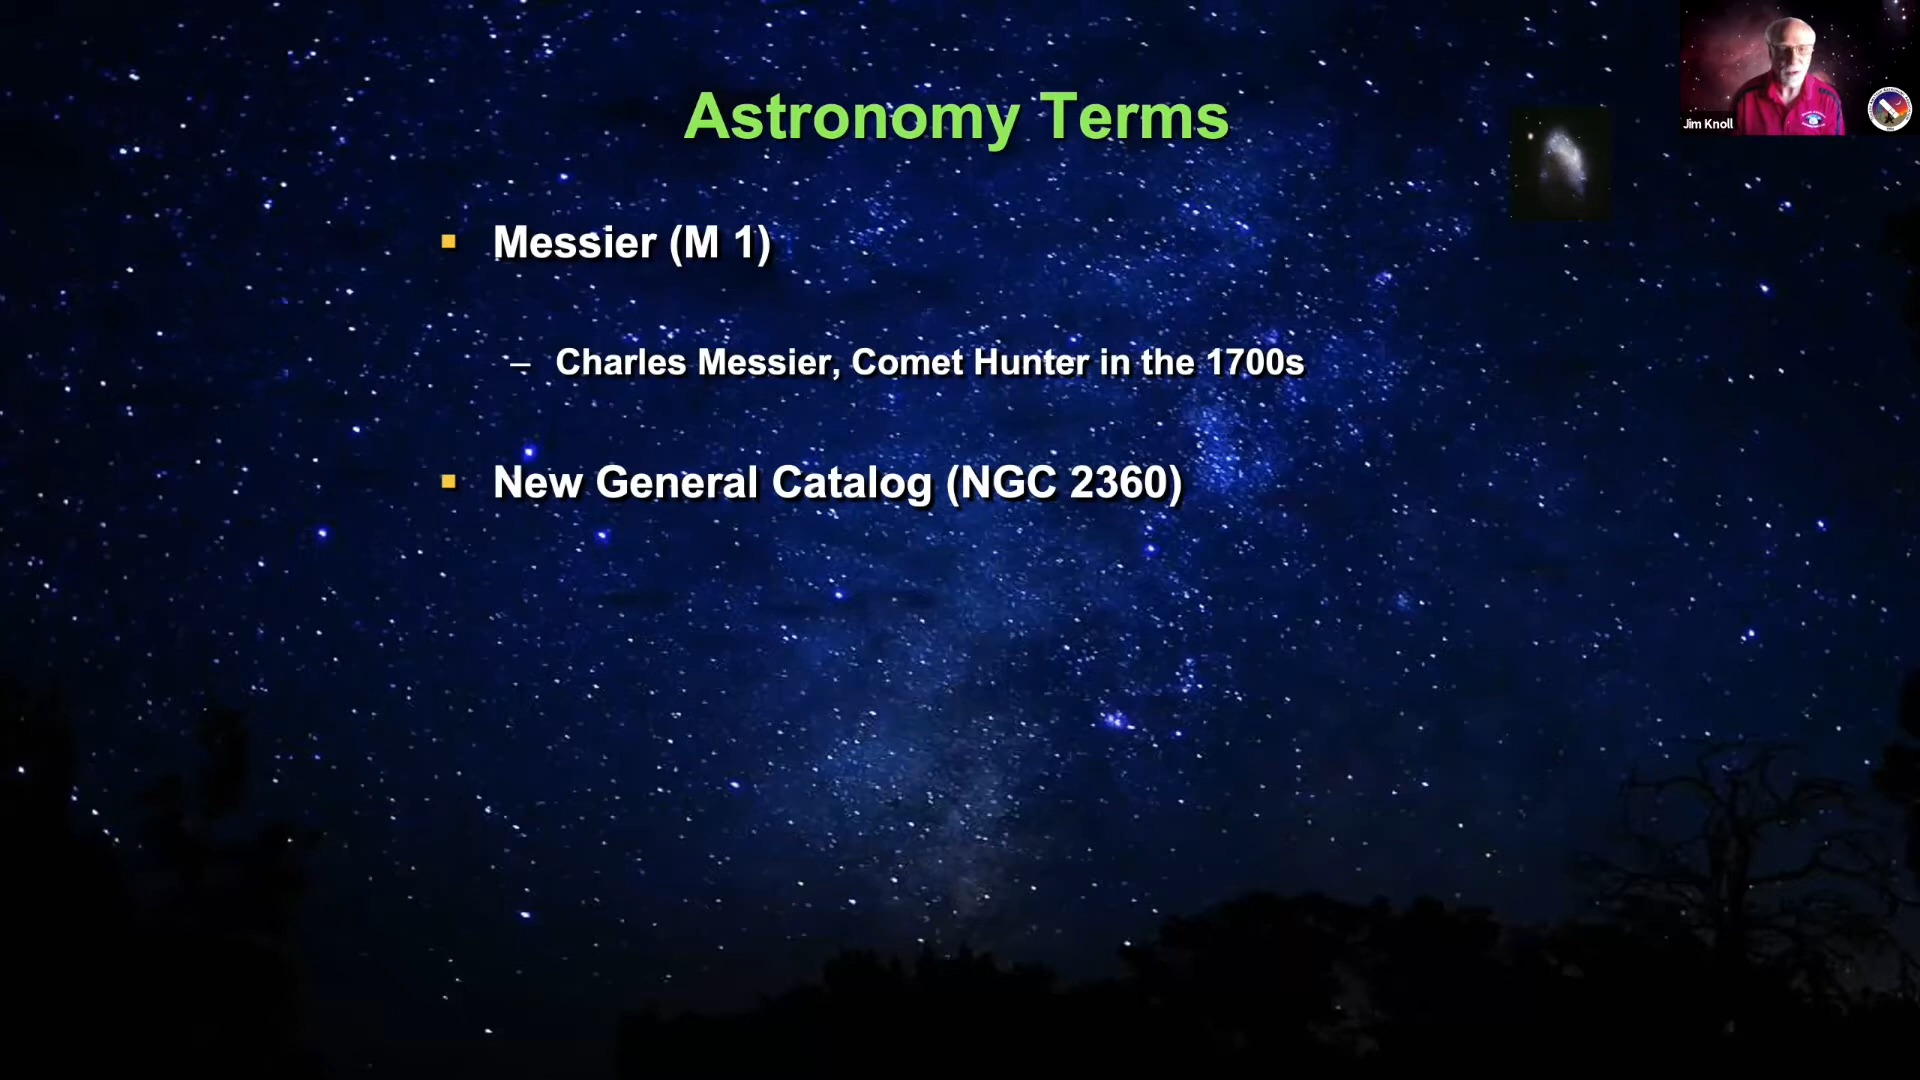 Astronomy Terms
Jim Knoll
▪ Messier (M 1)
– Charles Messier, Comet Hunter in the 1700s
▪ New General Catalog (NGC 2360)